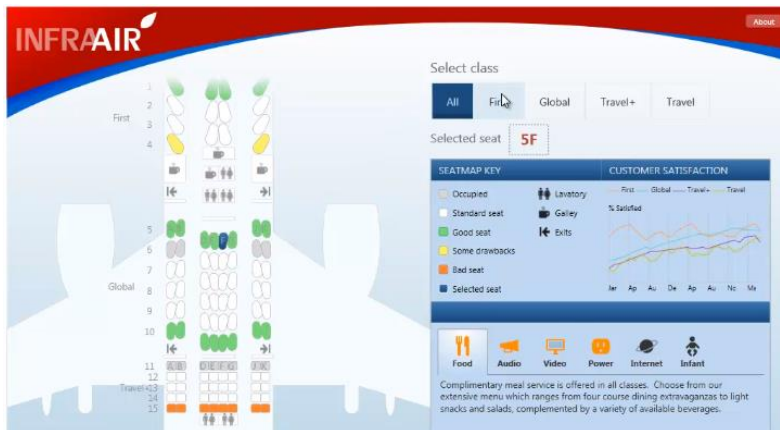 INFRAAIR
About
Select class
All First Global Travel+ Travel
Selected seat 5F
SEATMAP KEY
Occupied
Standard seat
Good seat
Some drawbacks
Bad seat
Selected seat
Lavatory
Galley
Exits
CUSTOMER SATISFACTION
First Global Travel+ Travel
% Satisfied
Ap Au De Ap Au Nc
1
2
First
3
4
5
6
7
Global 8
9
10
11 A B D E F G J K
12
Travel+ 13
14
15
Food Audio Video Power Internet Infant
Complimentary meal service is offered in all classes. Choose from our
extensive menu which ranges from four course dining extravaganzas to light
snacks and salads, complemented by a variety of available beverages.